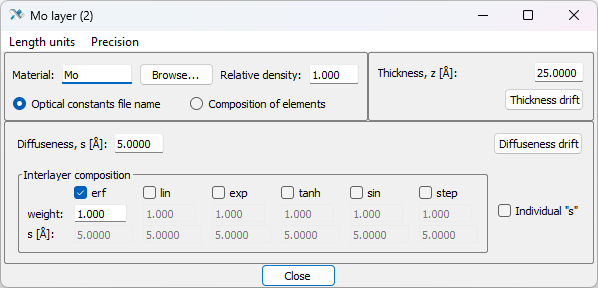 Mo layer (2)
Length units Precision
Material: Mo Browse... Relative density: 1.000
Optical constants file name Composition of elements
Thickness, z [Å]: 25.0000
Thickness drift
Diffuseness, s [Å]: 5.0000 Diffuseness drift
Interlayer composition
erf lin exp tanh sin step
weight: 1.000 1.000 1.000 1.000 1.000 1.000
s [Å]: 5.0000 5.0000 5.0000 5.0000 5.0000 5.0000
Individual "s"
Close